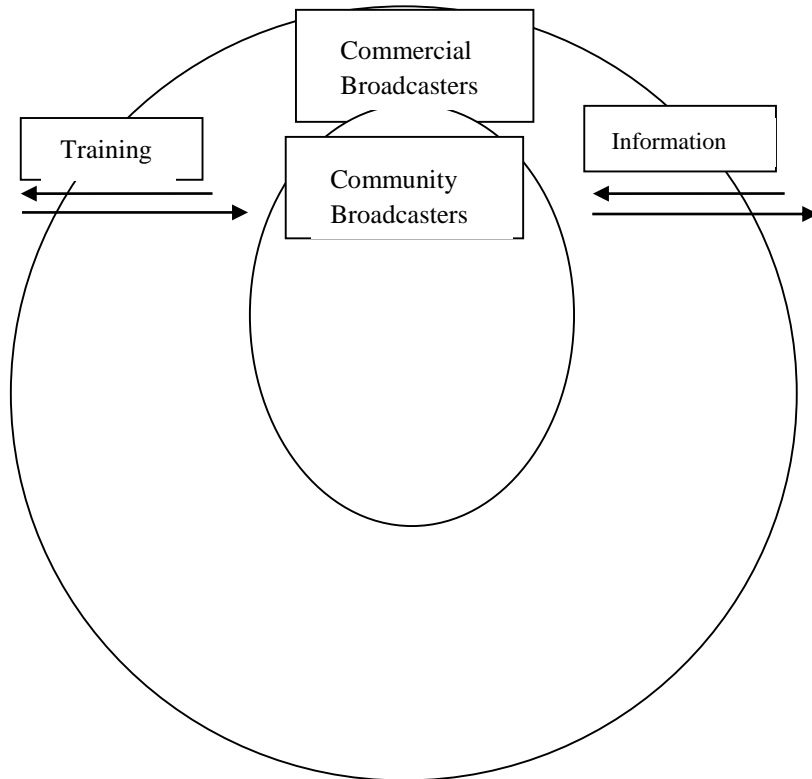 Commercial
Broadcasters
Training
Information
Community
Broadcasters